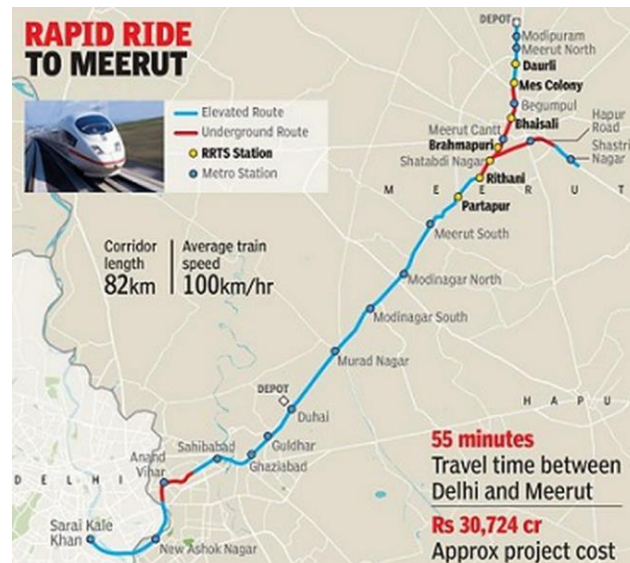 RAPID RIDE
TO MEERUT
Elevated Route
Underground Route
RRTS Station
Metro Station
Corridor
length
82km
Average train
speed
100km/hr
DEPOT
Modipuram
Meerut North
Daurli
Mes Colony
Begumpul
Bhaisali
Meerut Cantt
Brahmapuri
Shatabdi Nagar
Hapur
Road
Shastri
Nagar
Rithani
MEERUT
Partapur
Meerut South
Modinagar North
Modinagar South
Murad Nagar
DEPOT
Duhai
HAPU
Guldhar
Sahibabad
Ghaziabad
Anand
Vihar
DELHI
Sarai Kale
Khan
New Ashok Nagar
55 minutes
Travel time between
Delhi and Meerut
Rs 30,724 cr
Approx project cost